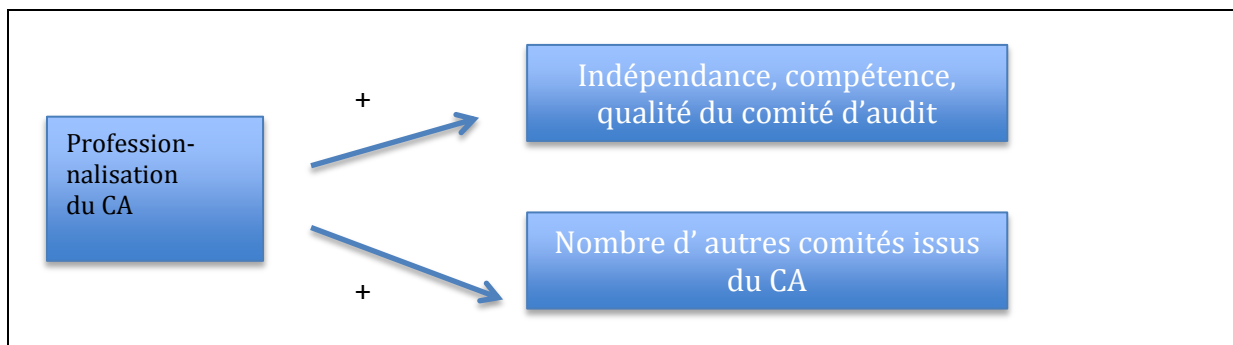 Profession-
nalisation
du CA
+
Indépendance, compétence,
qualité du comité d’audit
+
Nombre d’ autres comités issus
du CA